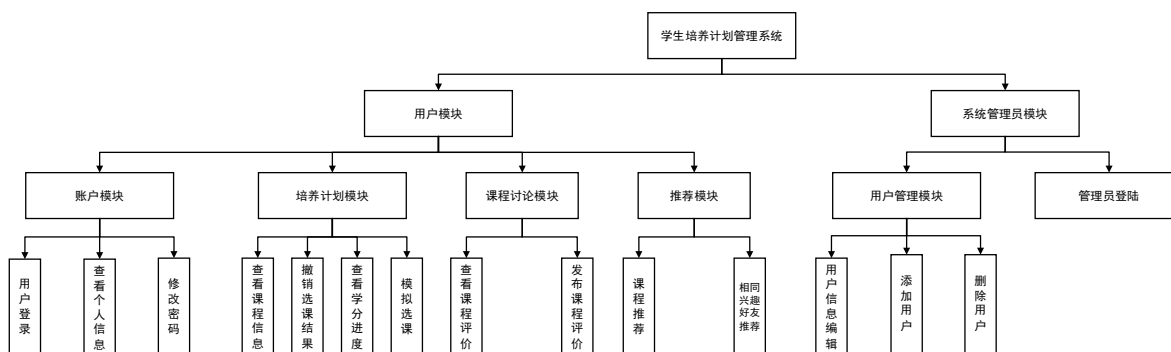 学生培养计划管理系统
用户模块
系统管理员模块
账户模块
培养计划模块
课程讨论模块
推荐模块
用户管理模块
管理员登陆
用户登录
查看个人信息
修改密码
查看课程信息
撤销选课结果
查看学分进度
模拟选课
查看课程评价
发布课程评价
课程推荐
相同
兴趣
好友
推荐
用户信息编辑
添加用户
删除用户